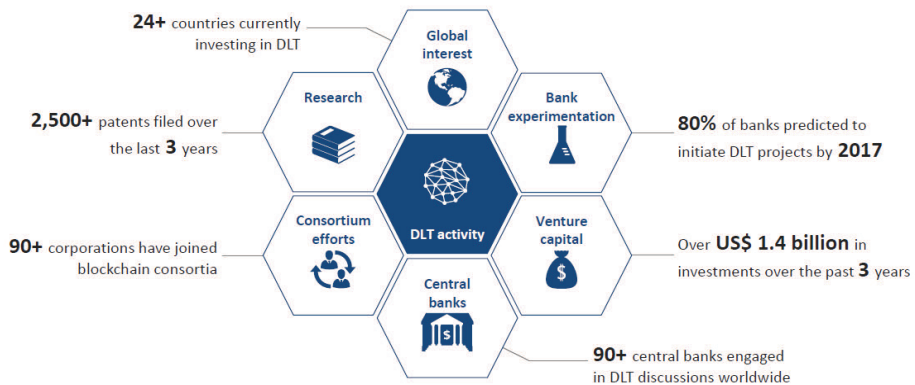 24+ countries currently
investing in DLT
Global
interest
Research
2,500+ patents filed over
the last 3 years
Bank
experimentation
80% of banks predicted to
initiate DLT projects by 2017
DLT activity
Consortium
efforts
90+ corporations have joined
blockchain consortia
Venture
capital
$
Over US$ 1.4 billion in
investments over the past 3 years
Central
banks
$
90+ central banks engaged
in DLT discussions worldwide